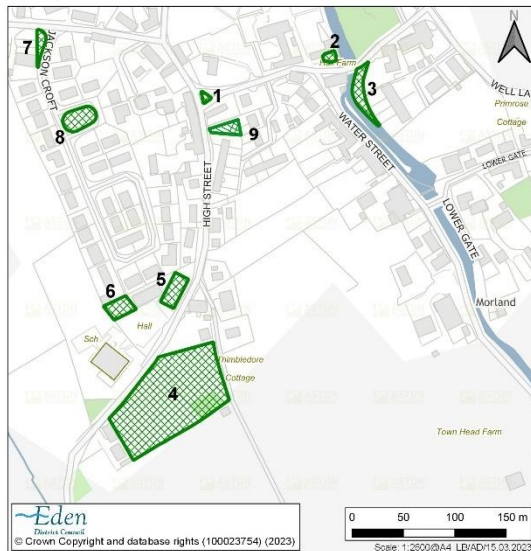 7
JACKSON CROFT
8
1
9
HIGH STREET
2
Farm
3
WATER STREET
WELL LA
Primrose
Cottage
LOWER GATE
LOWER GATE
Morland
5
6
Hall
Sch
Thimbledore
Cottage
4
Town Head Farm
N
Eden
District Council
© Crown Copyright and database rights (100023754) (2023)
0 50 100 150 m
Scale: 1:2500@A4 LB/AD/15.03.2023